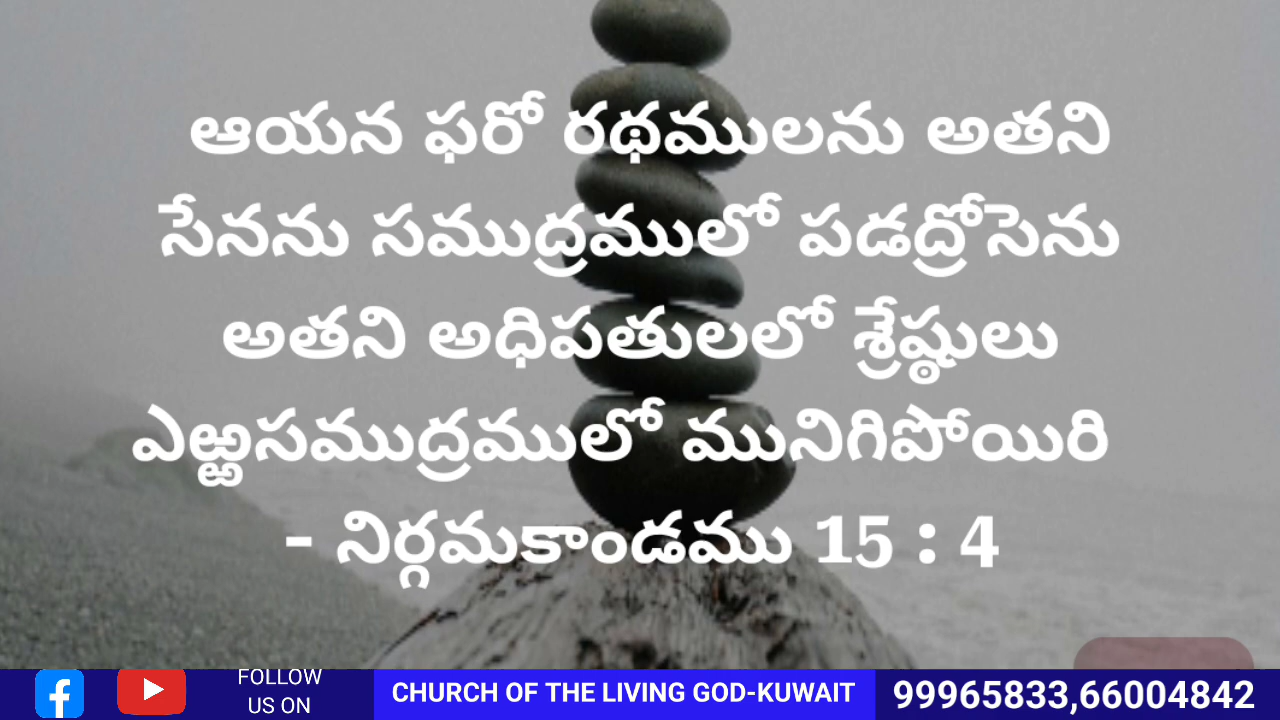 ఆయన ఫరో రథములను అతని
సేనను సముద్రములో పడద్రోసెను
అతని అధిపతులలో శ్రేష్ఠులు
ఎఱ్ఱసముద్రములో మునిగిపోయిరి
- నిర్గమకాండము 15 : 4
FOLLOW
US ON
CHURCH OF THE LIVING GOD-KUWAIT
99965833,66004842